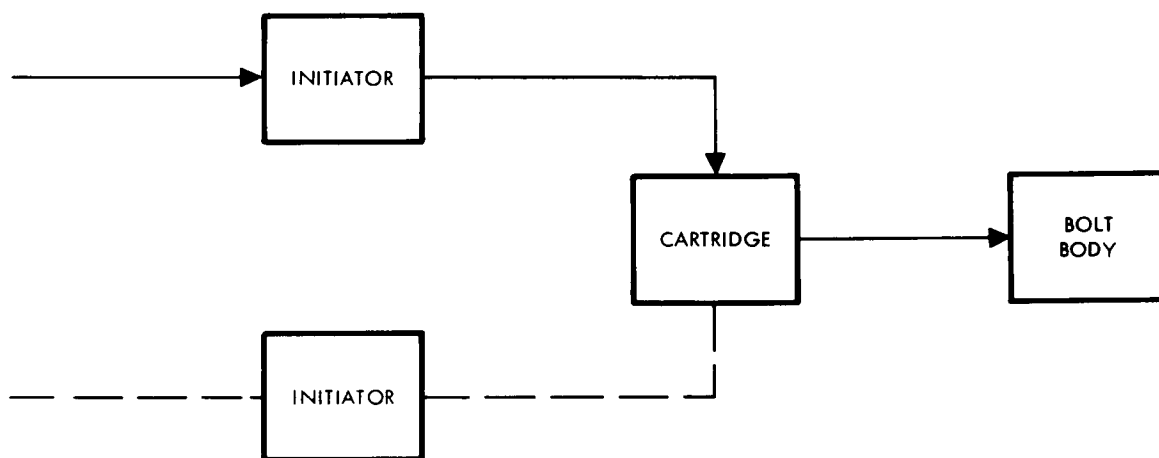 INITIATOR
CARTRIDGE
BOLT
BODY
INITIATOR